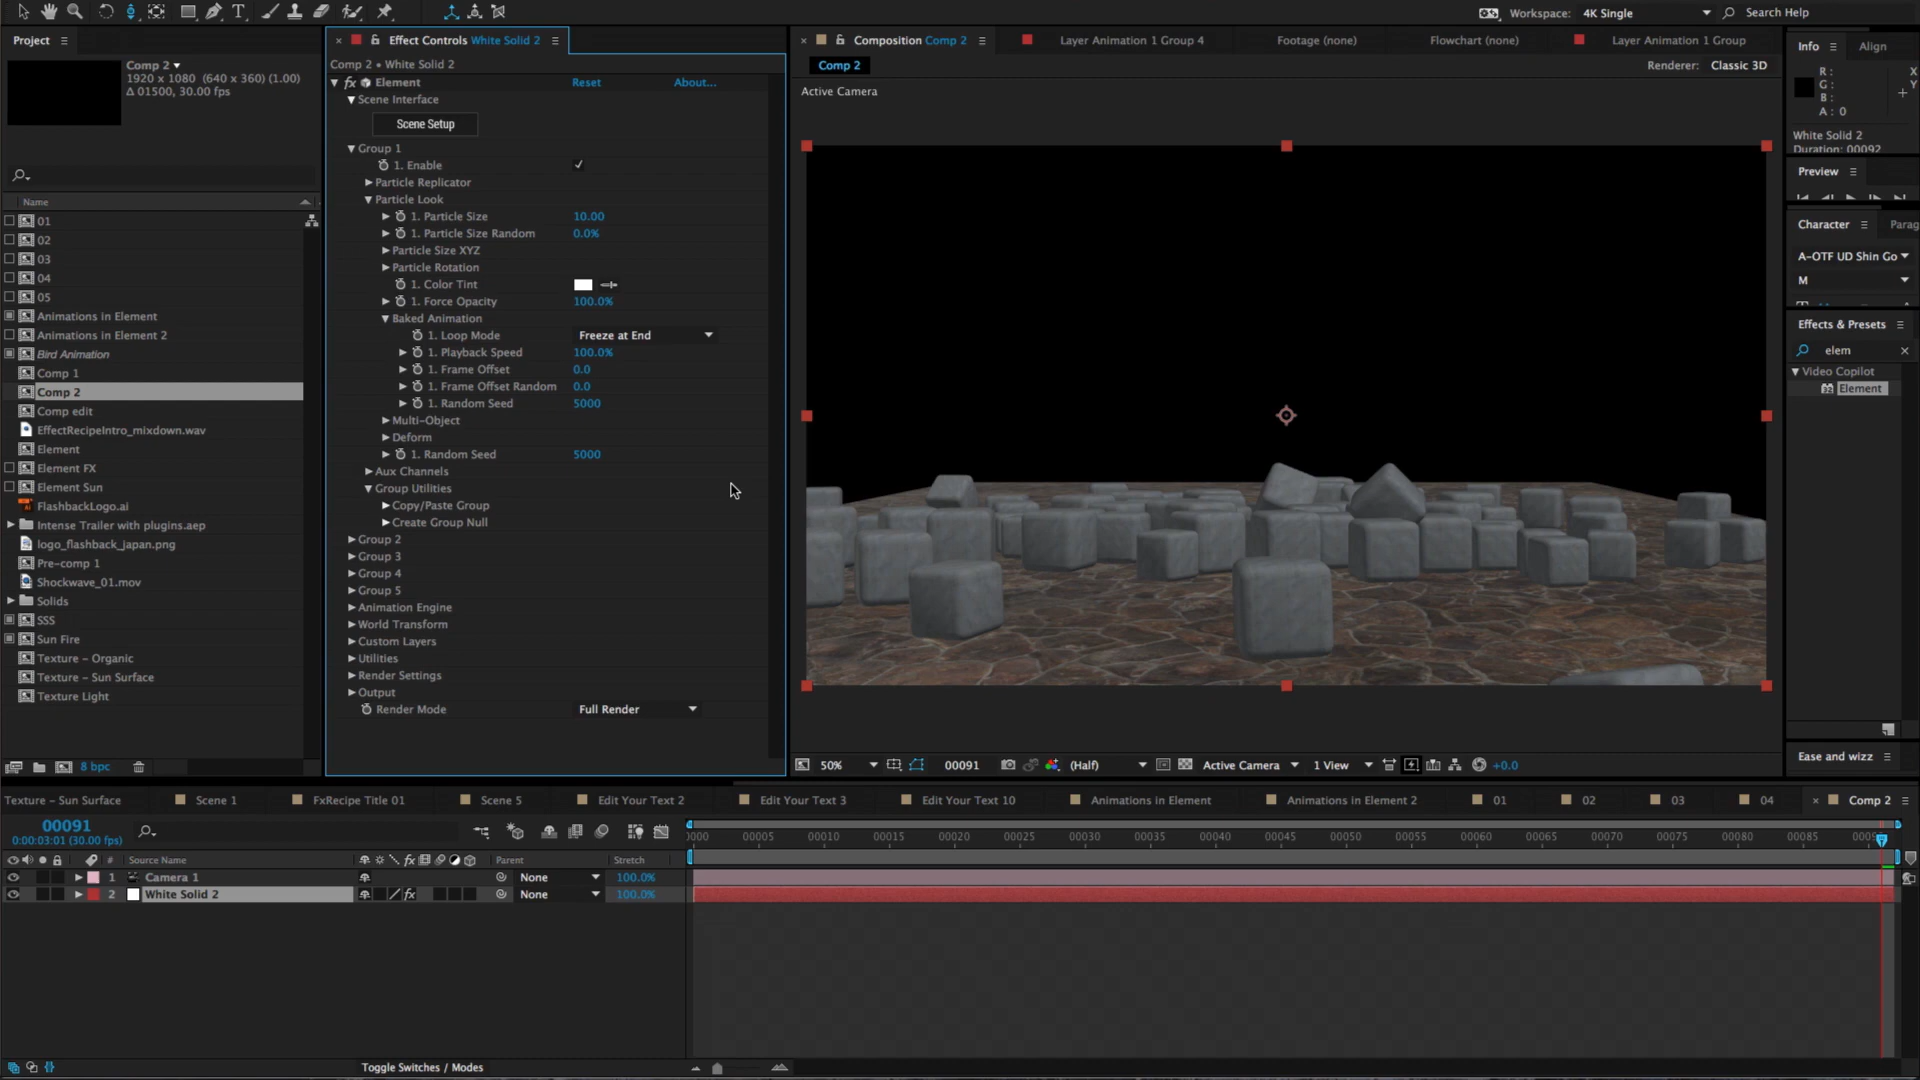 Workspace: 4K Single Search Help
Project
Comp 2
1920 x 1080 (640 x 360) (1.00)
Δ 01500, 30.00 fps
Name
01
02
03
04
05
Animations in Element
Animations in Element 2
Bird Animation
Comp 1
Comp 2
Comp edit
EffectRecipeIntro_mixdown.wav
Element
Element FX
Element Sun
FlashbackLogo.ai
Intense Trailer with plugins.aep
logo_flashback_japan.png
Pre-comp 1
Shockwave_01.mov
Solids
SSS
Sun Fire
Texture – Organic
Texture – Sun Surface
Texture Light
8 bpc
Effect Controls White Solid 2
Comp 2 • White Solid 2
fx Element Reset About...
Scene Interface
Scene Setup
Group 1
1. Enable
Particle Replicator
Particle Look
1. Particle Size 10.00
1. Particle Size Random 0.0%
Particle Size XYZ
Particle Rotation
1. Color Tint
1. Force Opacity 100.0%
Baked Animation
1. Loop Mode Freeze at End
1. Playback Speed 100.0%
1. Frame Offset 0.0
1. Frame Offset Random 0.0
1. Random Seed 5000
Multi-Object
Deform
1. Random Seed 5000
Aux Channels
Group Utilities
Copy/Paste Group
Create Group Null
Group 2
Group 3
Group 4
Group 5
Animation Engine
World Transform
Custom Layers
Utilities
Render Settings
Output
Render Mode Full Render
Composition Comp 2 Layer Animation 1 Group 4 Footage (none) Flowchart (none) Layer Animation 1 Group
Comp 2 Renderer: Classic 3D
Active Camera
50% 00091 (Half) Active Camera 1 View +0.0
Info Align
R : X
G : Y
B :
A : 0
White Solid 2
Duration: 00092
Preview
Character Parag
A-OTF UD Shin Go
M
Effects & Presets
elem
Video Copilot
Element
Ease and wizz
Texture – Sun Surface Scene 1 FxRecipe Title 01 Scene 5 Edit Your Text 2 Edit Your Text 3 Edit Your Text 10 Animations in Element Animations in Element 2 01 02 03 04 Comp 2
00091
0:00:03:01 (30.00 fps)
0000 00005 00010 00015 00020 00025 00030 00035 00040 00045 00050 00055 00060 00065 00070 00075 00080 00085
# Source Name fx Parent Stretch
1 Camera 1 None 100.0%
2 White Solid 2 fx None 100.0%
Toggle Switches / Modes